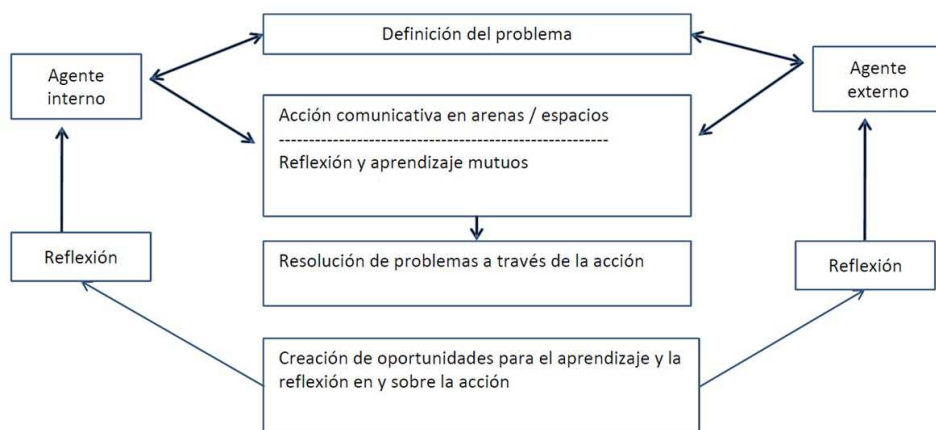 Definición del problema
Agente
interno
Agente
externo
Acción comunicativa en arenas / espacios
------------------------------------------------------
Reflexión y aprendizaje mutuos
Reflexión
Resolución de problemas a través de la acción
Reflexión
Creación de oportunidades para el aprendizaje y la
reflexión en y sobre la acción